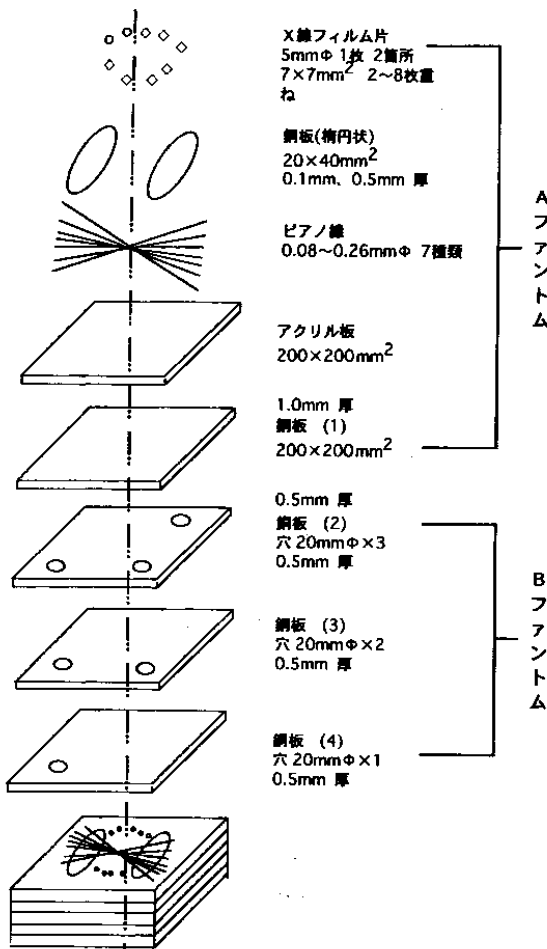 X線フィルム片
5mmΦ 1枚 2箇所
7×7mm² 2〜8枚重
ね
銅板(楕円状)
20×40mm²
0.1mm、0.5mm 厚
ピアノ線
0.08〜0.26mmΦ 7種類
アクリル板
200×200mm²
1.0mm 厚
銅板 (1)
200×200mm²
Aファントム
0.5mm 厚
銅板 (2)
穴 20mmΦ×3
0.5mm 厚
銅板 (3)
穴 20mmΦ×2
0.5mm 厚
銅板 (4)
穴 20mmΦ×1
0.5mm 厚
Bファントム